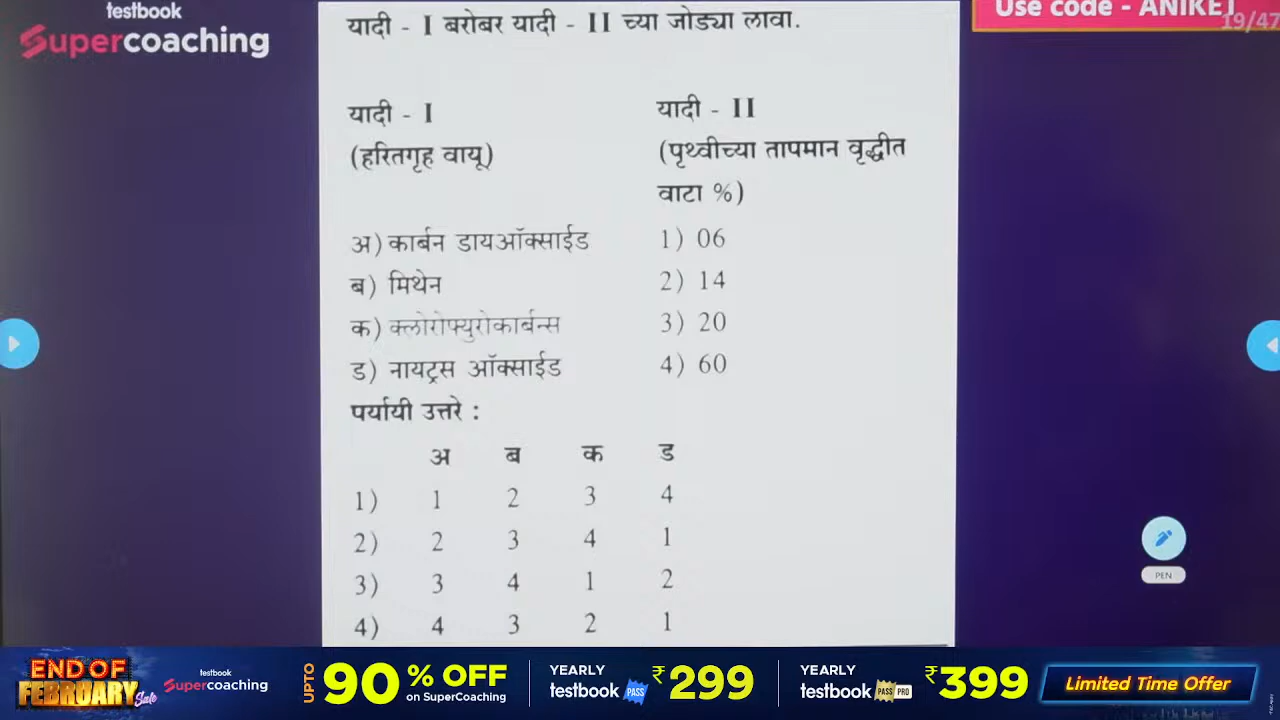 testbook
Supercoaching
Use code - ANIKET
19/47
यादी - I बरोबर यादी - II च्या जोड्या लावा.
यादी - I यादी - II
(हरितगृह वायू) (पृथ्वीच्या तापमान वृद्धीत
वाटा %)
अ) कार्बन डायऑक्साईड 1) 06
ब) मिथेन 2) 14
क) क्लोरोफ्युरोकार्बन्स 3) 20
ड) नायट्रस ऑक्साईड 4) 60
पर्यायी उत्तरे :
अ ब क ड
1) 1 2 3 4
2) 2 3 4 1
3) 3 4 1 2
4) 4 3 2 1
PEN
END OF FEBRUARY Sale
testbook Supercoaching
UPTO 90% OFF on SuperCoaching
YEARLY testbook PASS ₹299
YEARLY testbook PASS PRO ₹399
Limited Time Offer